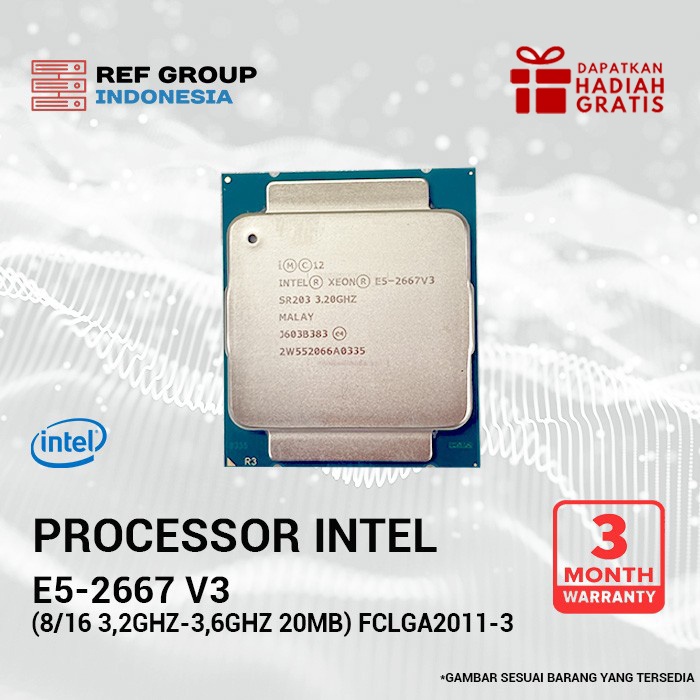 REF GROUP
INDONESIA
DAPATKAN
HADIAH
GRATIS
i Ⓜ Ⓒ 12
INTEL® XEON® E5-2667V3
SR203 3.20GHZ
MALAY
J603B383 e4
2W552066A0335
R3
intel
PROCESSOR INTEL
E5-2667 V3
(8/16 3,2GHZ-3,6GHZ 20MB) FCLGA2011-3
3
MONTH
WARRANTY
*GAMBAR SESUAI BARANG YANG TERSEDIA